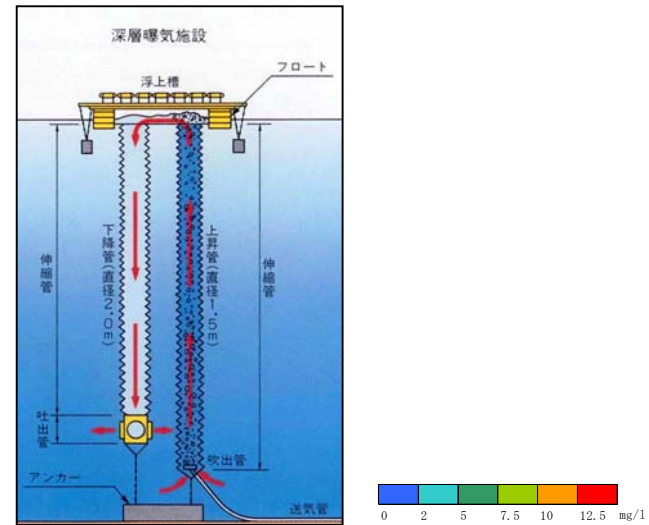 深層曝気施設
フロート
浮上槽
伸縮管
下降管(直径2.0m)
上昇管(直径1.5m)
伸縮管
吐出管
吹出管
アンカー
送気管
0 2 5 7.5 10 12.5 mg/l